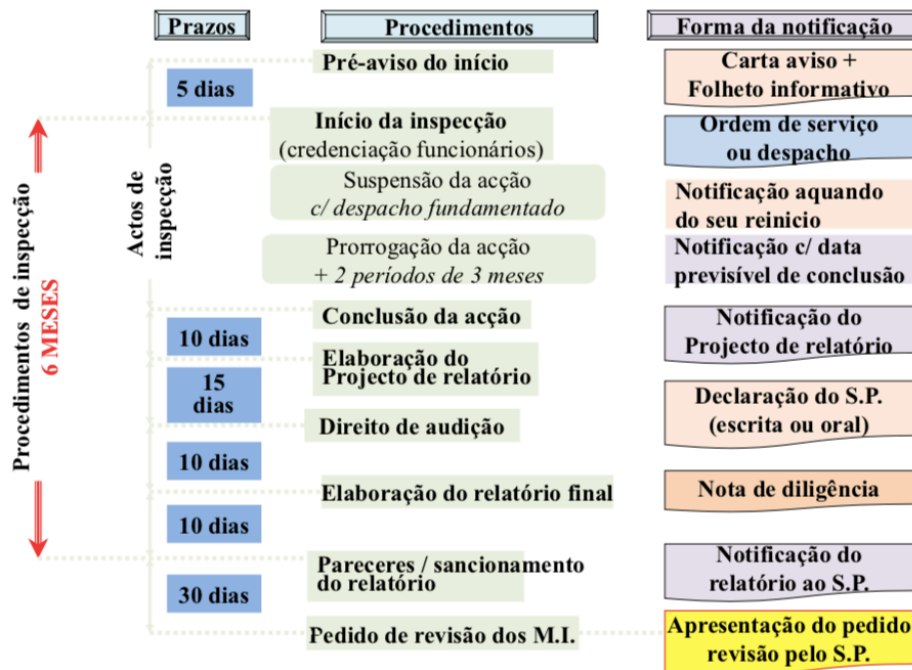 Prazos
Procedimentos
Forma da notificação
Pré-aviso do início
Carta aviso +
Folheto informativo
5 dias
Início da inspecção
(credenciação funcionários)
Ordem de serviço
ou despacho
Suspensão da acção
c/ despacho fundamentado
Notificação aquando
do seu reinicio
Prorrogação da acção
+ 2 períodos de 3 meses
Notificação c/ data
previsível de conclusão
Procedimentos de inspecção
6 MESES
Actos de
inspecção
Conclusão da acção
10 dias
Notificação do
Projecto de relatório
Elaboração do
Projecto de relatório
15
dias
Direito de audição
Declaração do S.P.
(escrita ou oral)
10 dias
Elaboração do relatório final
Nota de diligência
10 dias
Pareceres / sancionamento
do relatório
Notificação do
relatório ao S.P.
30 dias
Pedido de revisão dos M.I.
Apresentação do pedido
revisão pelo S.P.